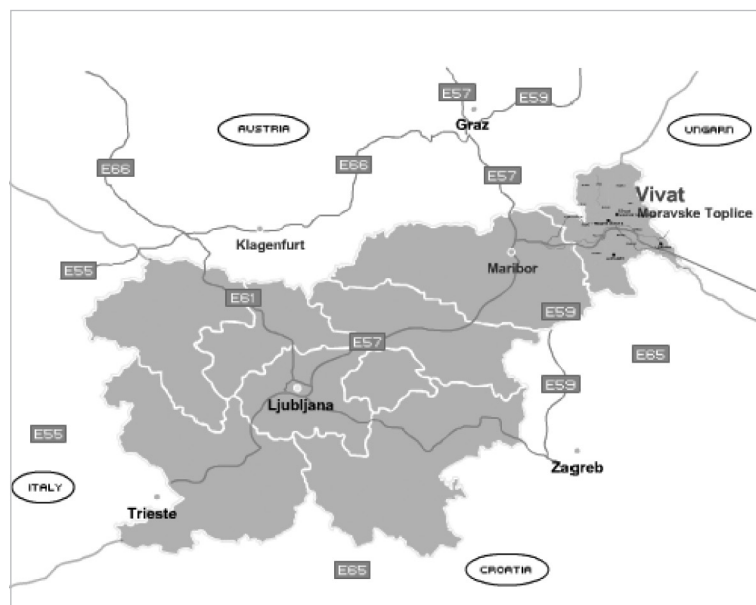 E57
E59
Graz
AUSTRIA
UNGARN
E66
E66
E57
Vivat
Moravske Toplice
Klagenfurt
Maribor
E55
E61
E59
E57
E65
E59
Ljubljana
E55
Zagreb
ITALY
Trieste
E65
CROATIA